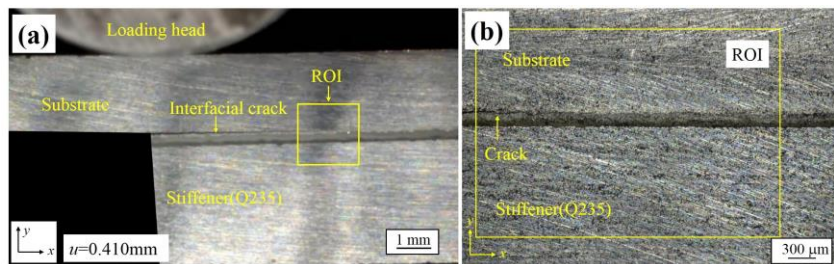 (a)
Loading head
ROI
Substrate
Interfacial crack
Stiffener(Q235)
y
x
u=0.410mm
1 mm
(b)
ROI
Substrate
Crack
Stiffener(Q235)
y
x
300 μm